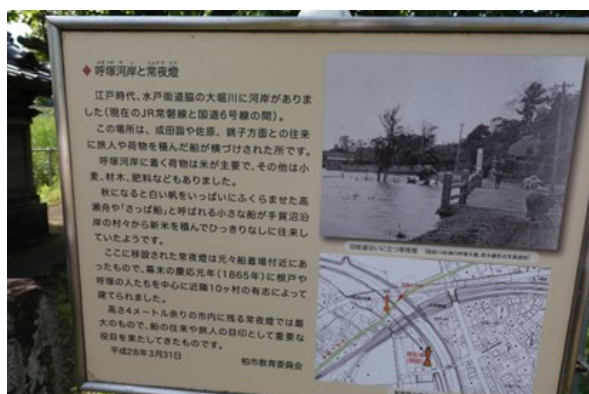 ◆呼塚河岸と常夜燈
江戸時代、水戸街道脇の大堀川に河岸がありま
した(現在のJR常磐線と国道6号線の間)。
この場所は、成田詣や佐原、銚子方面との往来
に旅人や荷物を積んだ船が横づけされた所です。
呼塚河岸に着く荷物は米が主要で、その他は小
麦、材木、肥料などもありました。
秋になると白い帆をいっぱいにふくらませた高
瀬舟や「さっぱ船」と呼ばれる小さな船が手賀沼沿
岸の村々から新米を積んでひっきりなしに往来し
ていたようです。
ここに移設された常夜燈は元々船着場付近にあ
ったもので、幕末の慶応元年(1865年)に根戸や
呼塚の人たちを中心に近隣10ヶ村の有志によって
建てられました。
高さ4メートル余りの市内に残る常夜燈では最
大のもので、船の往来や旅人の目印として重要な
役目を果たしてきたものです。
平成28年3月31日
柏市教育委員会
旧街道沿いに立つ常夜燈